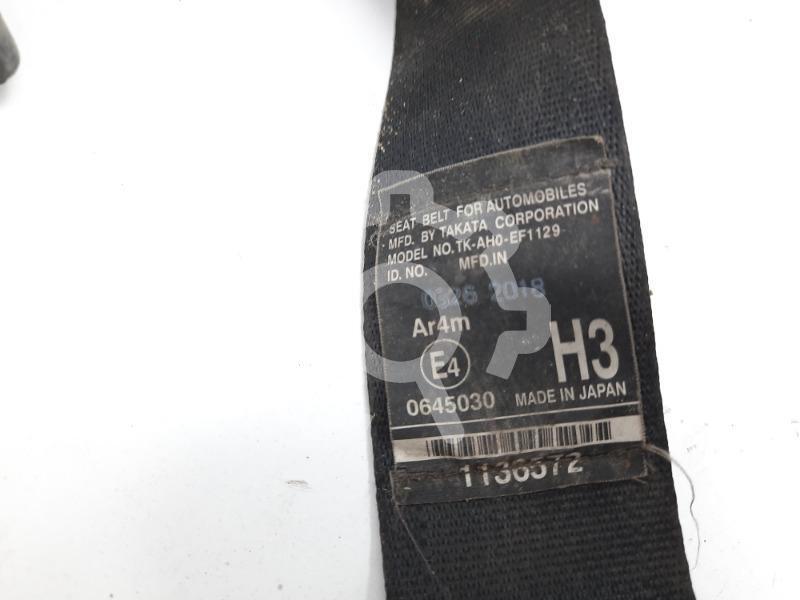 SEAT BELT FOR AUTOMOBILES
MFD. BY TAKATA CORPORATION
MODEL NO. TK-AH0-EF1129
ID. NO. MFD.IN
0326 2018
Ar4m
E4 H3
0645030 MADE IN JAPAN
1136572